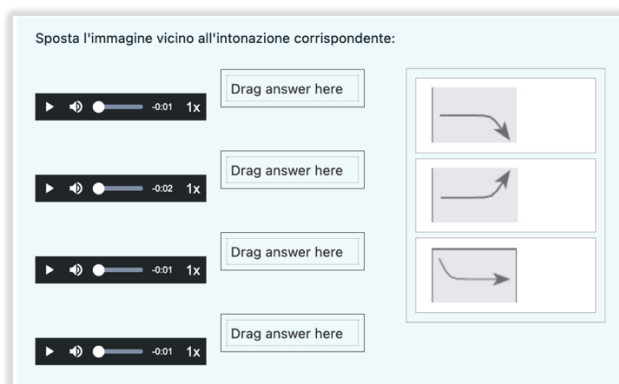 Sposta l'immagine vicino all'intonazione corrispondente:
Drag answer here
-0:01 1x
Drag answer here
-0:02 1x
Drag answer here
-0:01 1x
Drag answer here
-0:01 1x